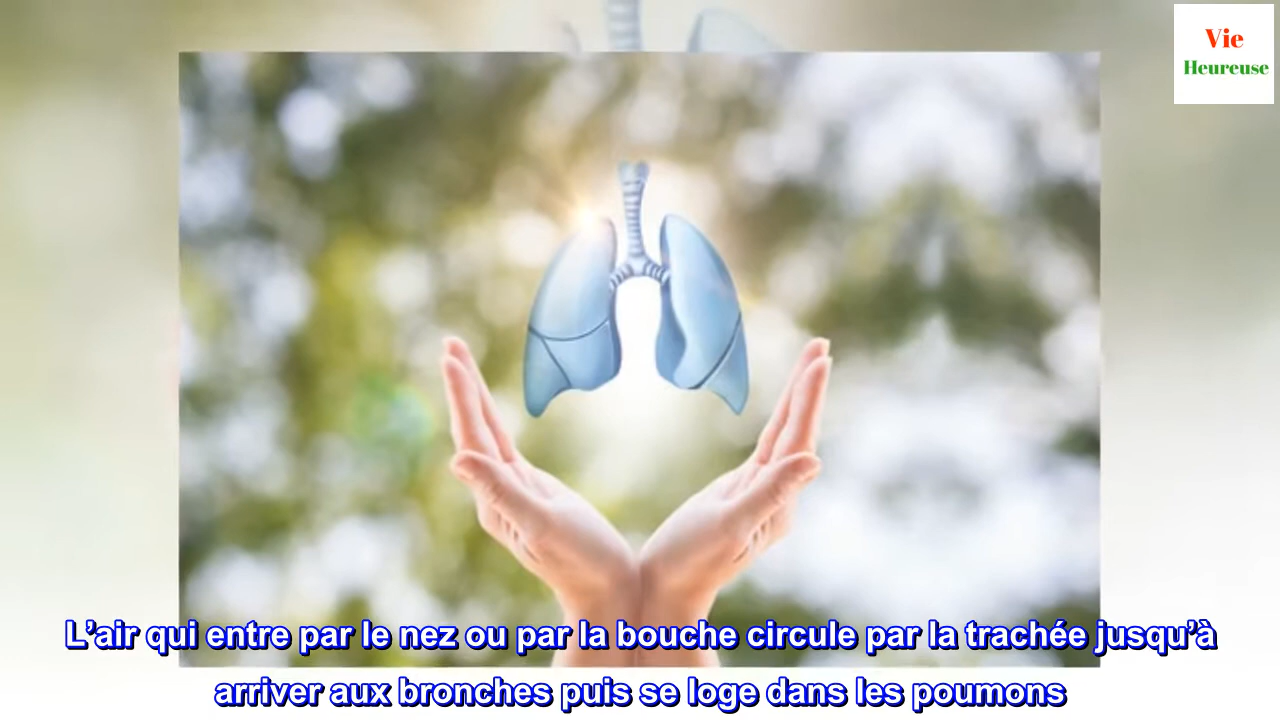 Vie
Heureuse
L’air qui entre par le nez ou par la bouche circule par la trachée jusqu’à
arriver aux bronches puis se loge dans les poumons